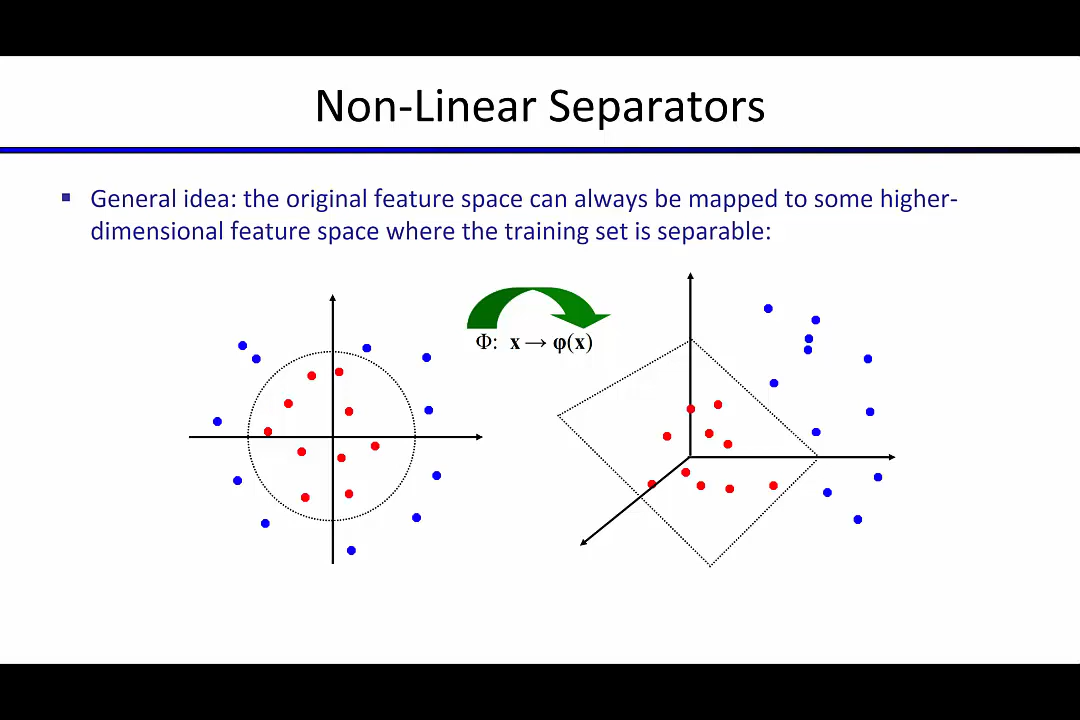 Non-Linear Separators
▪ General idea: the original feature space can always be mapped to some higher-
dimensional feature space where the training set is separable:
Φ: x → φ(x)